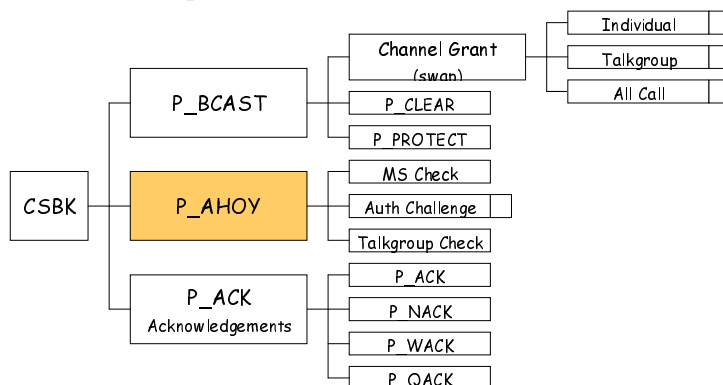 Individual
Channel Grant
(swap)
Talkgroup
All Call
P_BCAST
P_CLEAR
P_PROTECT
CSBK
P_AHOY
MS Check
Auth Challenge
Talkgroup Check
P_ACK
Acknowledgements
P_ACK
P_NACK
P_WACK
P_QACK